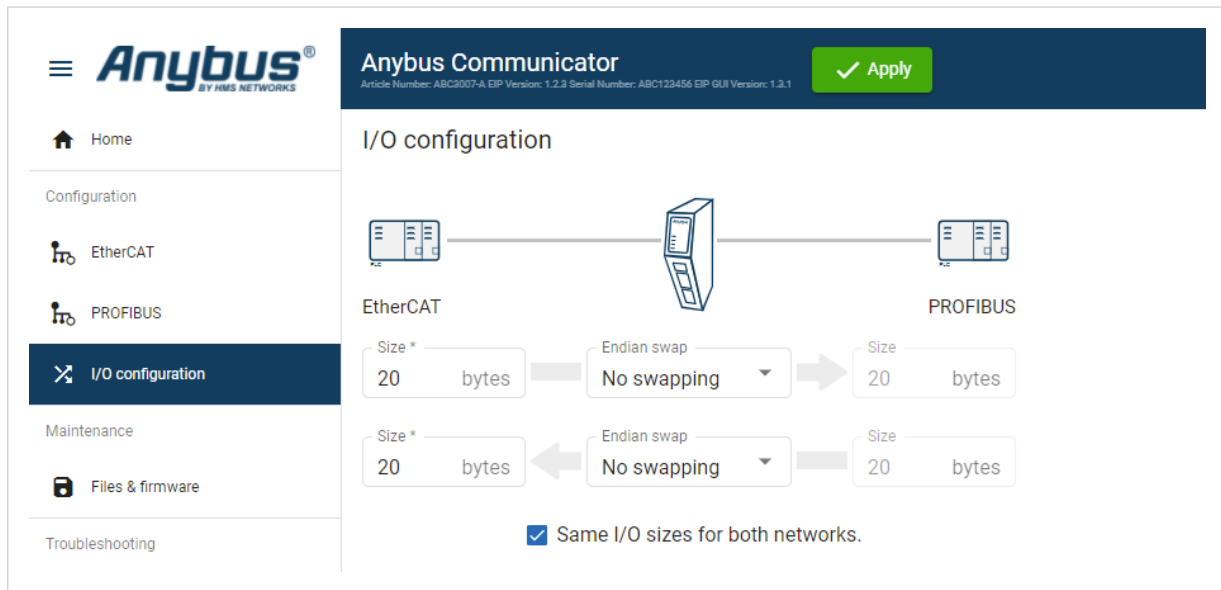 Anybus®
BY HMS NETWORKS
Anybus Communicator
Article Number: ABC3007-A EIP Version: 1.2.3 Serial Number: ABC123456 EIP GUI Version: 1.3.1
Apply
Home
Configuration
EtherCAT
PROFIBUS
I/O configuration
Maintenance
Files & firmware
Troubleshooting
I/O configuration
Anybus
PLC
PLC
EtherCAT
PROFIBUS
Size *
20 bytes
Endian swap
No swapping
Size
20 bytes
Size *
20 bytes
Endian swap
No swapping
Size
20 bytes
Same I/O sizes for both networks.